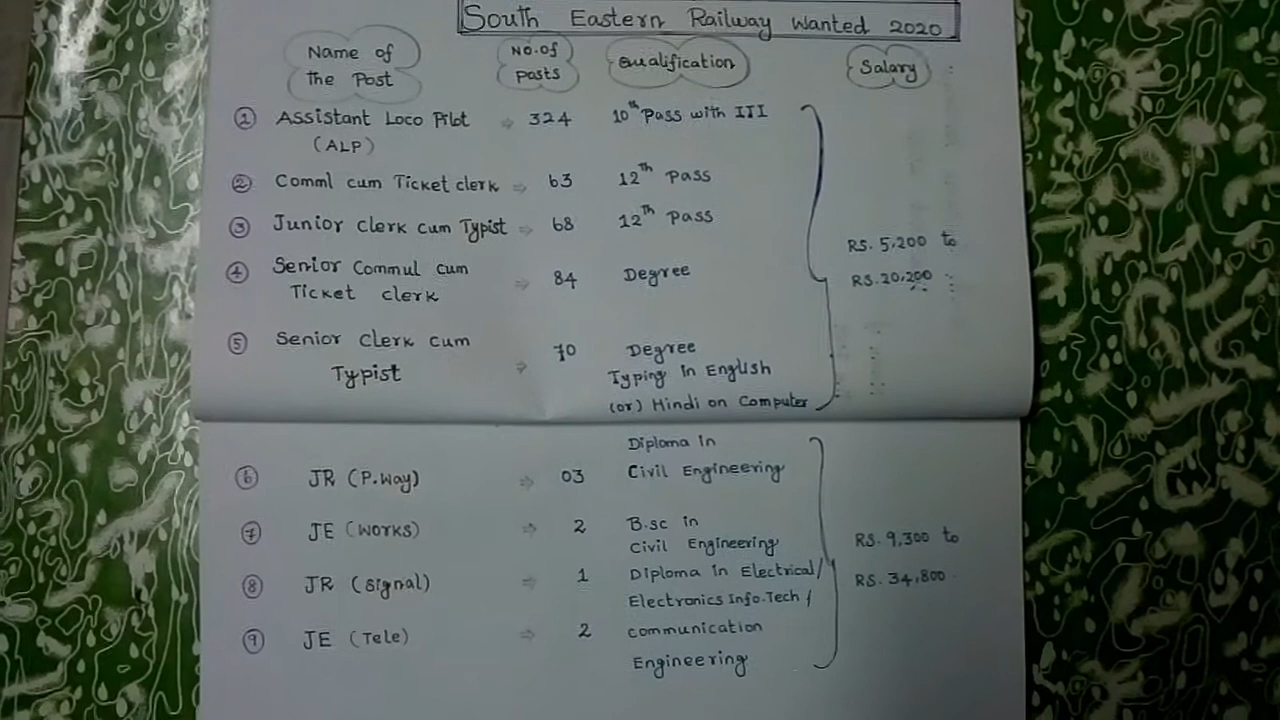 South Eastern Railway Wanted 2020
Name of the Post No. of Posts Qualification Salary
① Assistant Loco Pilot (ALP) ⇒ 324 10th Pass with III
② Comml cum Ticket clerk ⇒ 63 12th Pass
③ Junior clerk cum Typist ⇒ 68 12th Pass
RS. 5,200 to
RS. 20,200
④ Senior Commul cum
Ticket clerk ⇒ 84 Degree
⑤ Senior Clerk cum
Typist ⇒ 70 Degree
Typing in English
(or) Hindi on Computer
Diploma in
⑥ JR (P.way) ⇒ 03 Civil Engineering
⑦ JE (works) ⇒ 2 B.sc in
Civil Engineering
RS. 9,300 to
RS. 34,800
⑧ JR (signal) ⇒ 1 Diploma in Electrical/
Electronics Info.Tech /
⑨ JE (Tele) ⇒ 2 communication
Engineering